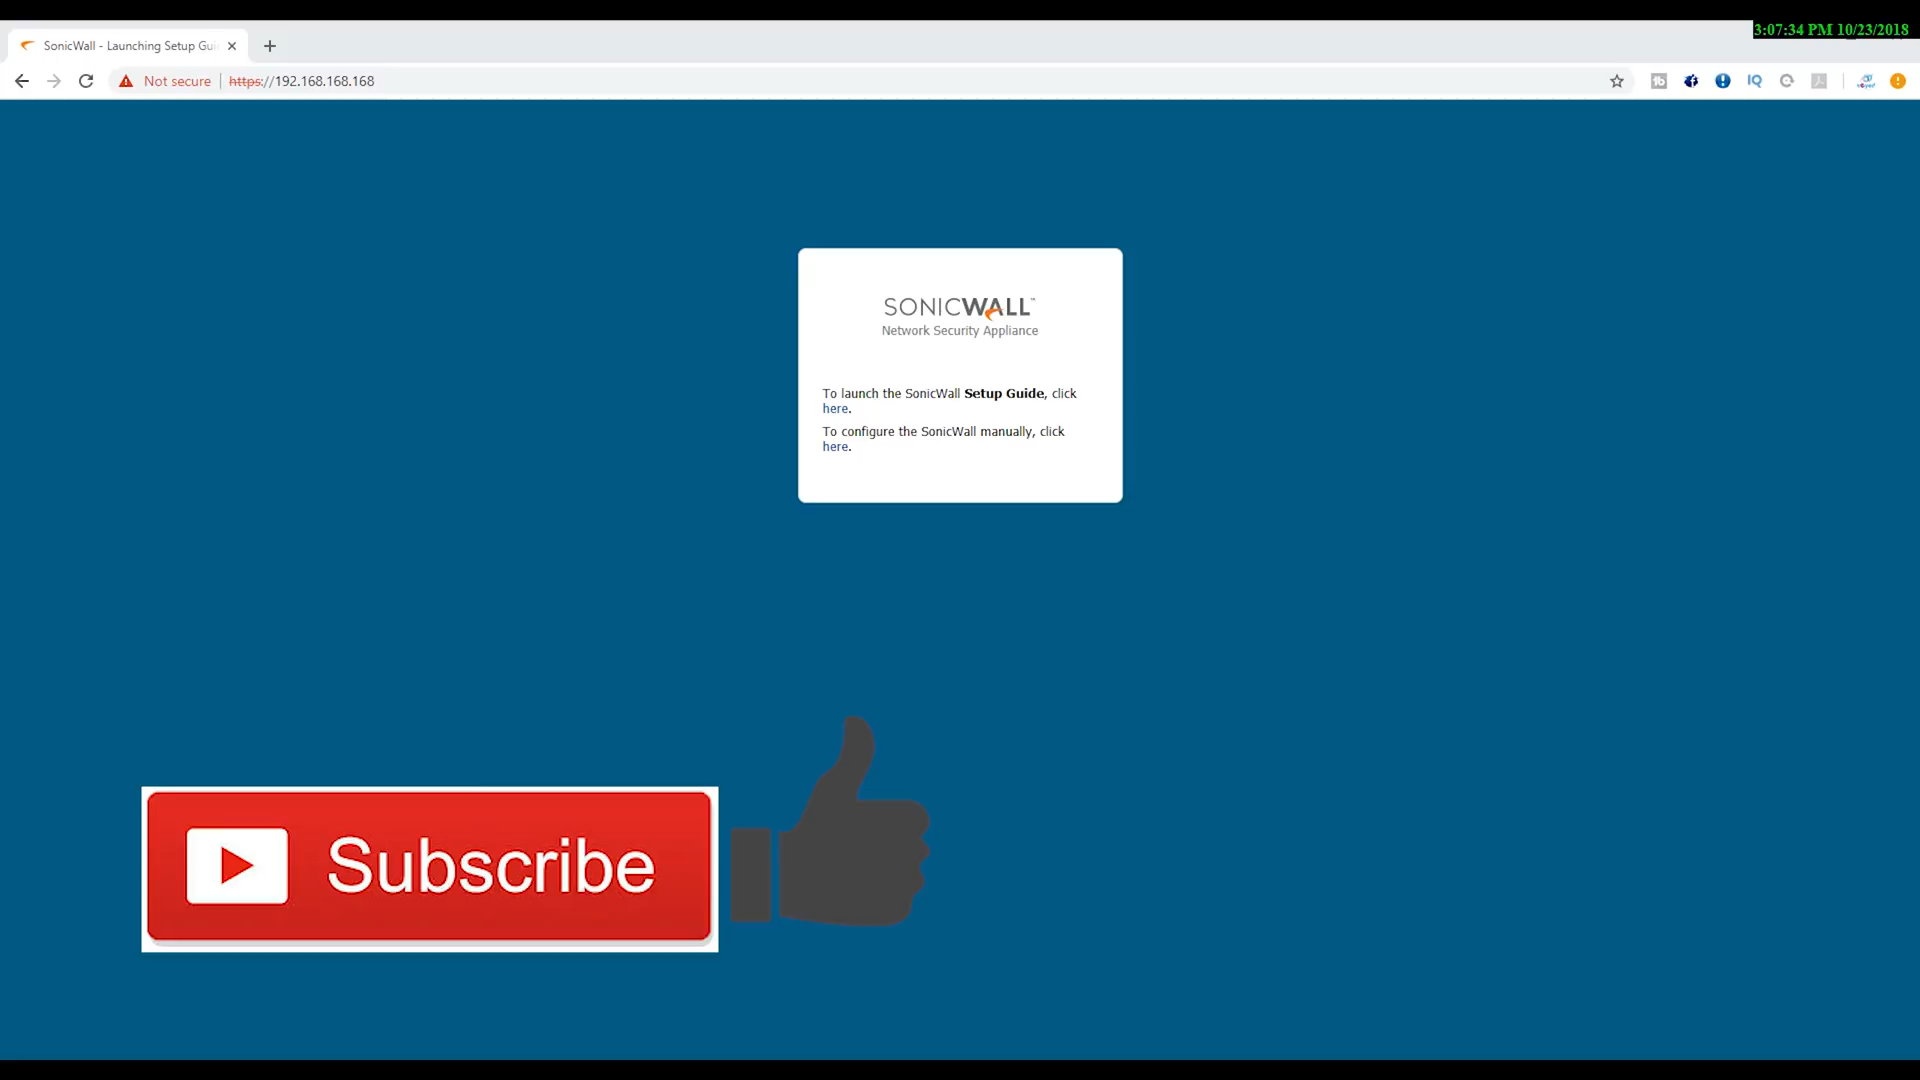 3:07:34 PM 10/23/2018
SonicWall - Launching Setup Gui
Not secure https://192.168.168.168
SONICWALL™
Network Security Appliance
To launch the SonicWall Setup Guide, click
here.
To configure the SonicWall manually, click
here.
Subscribe